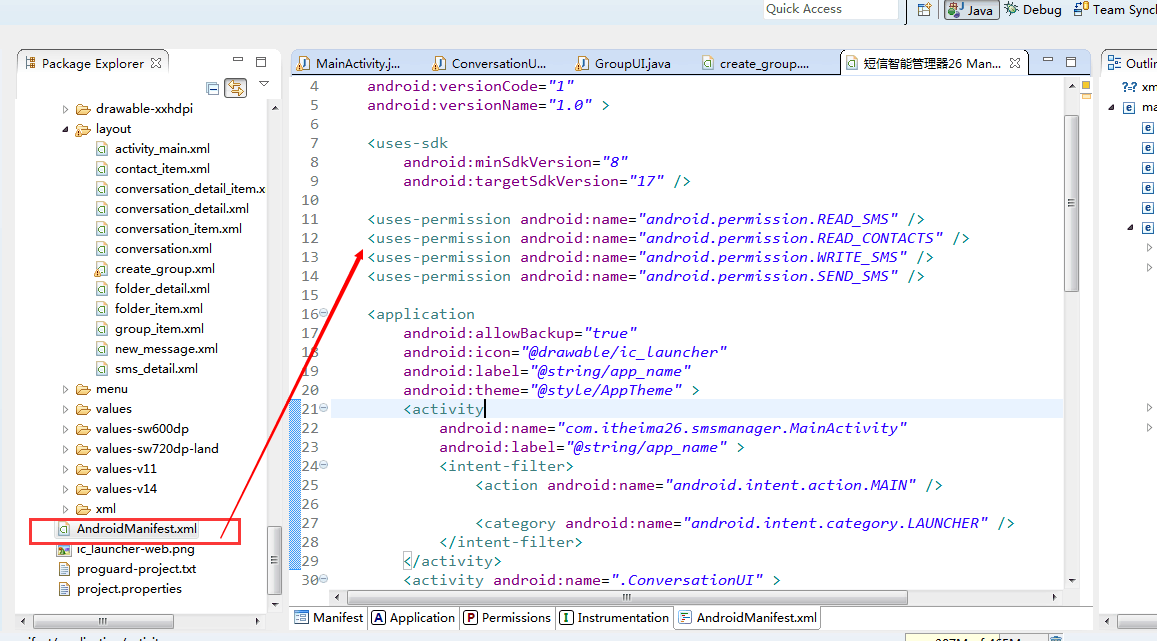 Quick Access
Java
Debug
Team Sync
Package Explorer
drawable-xxhdpi
layout
activity_main.xml
contact_item.xml
conversation_detail_item.x
conversation_detail.xml
conversation_item.xml
conversation.xml
create_group.xml
folder_detail.xml
folder_item.xml
group_item.xml
new_message.xml
sms_detail.xml
menu
values
values-sw600dp
values-sw720dp-land
values-v11
values-v14
xml
AndroidManifest.xml
ic_launcher-web.png
proguard-project.txt
project.properties
MainActivity.j... ConversationU... GroupUI.java create_group.... 短信智能管理器26 Man...
4 android:versionCode="1"
5 android:versionName="1.0" >
6
7 <uses-sdk
8 android:minSdkVersion="8"
9 android:targetSdkVersion="17" />
10
11 <uses-permission android:name="android.permission.READ_SMS" />
12 <uses-permission android:name="android.permission.READ_CONTACTS" />
13 <uses-permission android:name="android.permission.WRITE_SMS" />
14 <uses-permission android:name="android.permission.SEND_SMS" />
15
16 <application
17 android:allowBackup="true"
18 android:icon="@drawable/ic_launcher"
19 android:label="@string/app_name"
20 android:theme="@style/AppTheme" >
21 <activity
22 android:name="com.itheima26.smsmanager.MainActivity"
23 android:label="@string/app_name" >
24 <intent-filter>
25 <action android:name="android.intent.action.MAIN" />
26
27 <category android:name="android.intent.category.LAUNCHER" />
28 </intent-filter>
29 </activity>
30 <activity android:name=".ConversationUI" >
Manifest Application Permissions Instrumentation AndroidManifest.xml
Outlin
?=? xm
ma